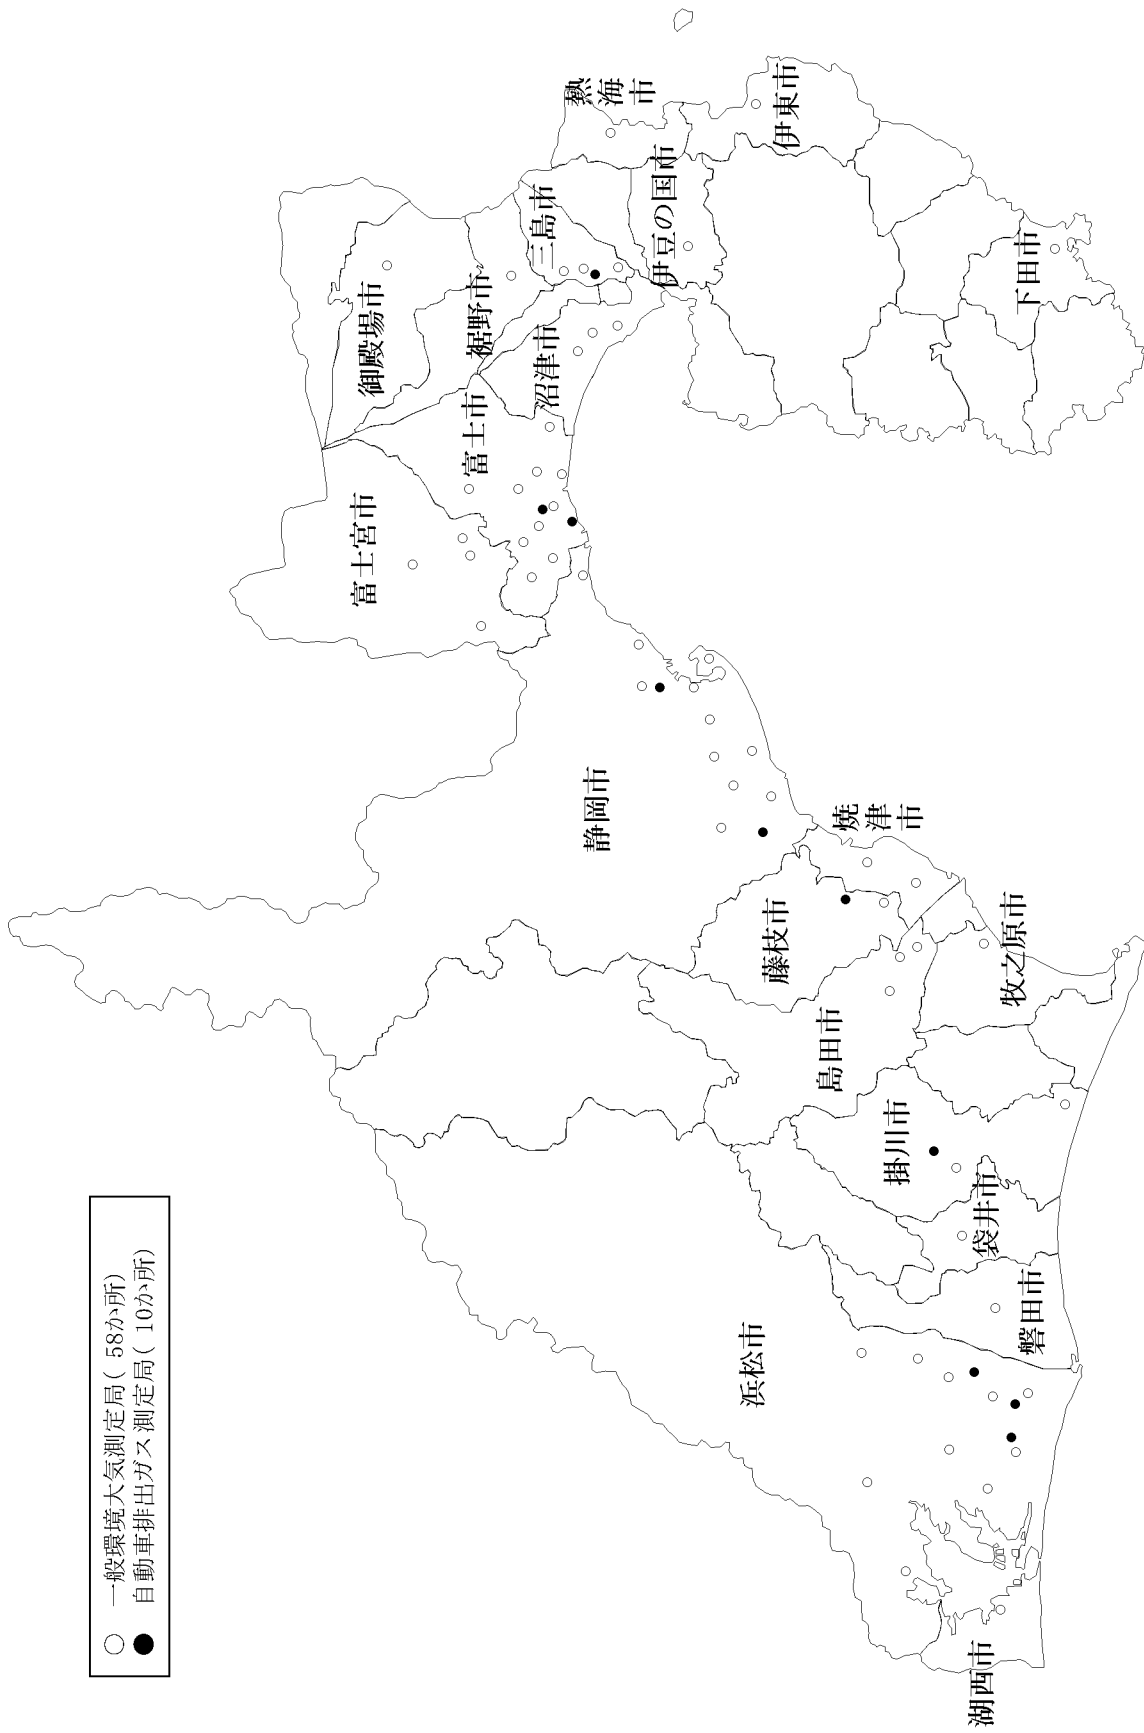 ○ 一般環境大気測定局( 58か所)
● 自動車排出ガス測定局( 10か所)
熱海市
伊東市
伊豆の国市
三島市
下田市
御殿場市
裾野市
沼津市
富士市
富士宮市
静岡市
焼津市
藤枝市
牧之原市
島田市
掛川市
袋井市
磐田市
浜松市
湖西市